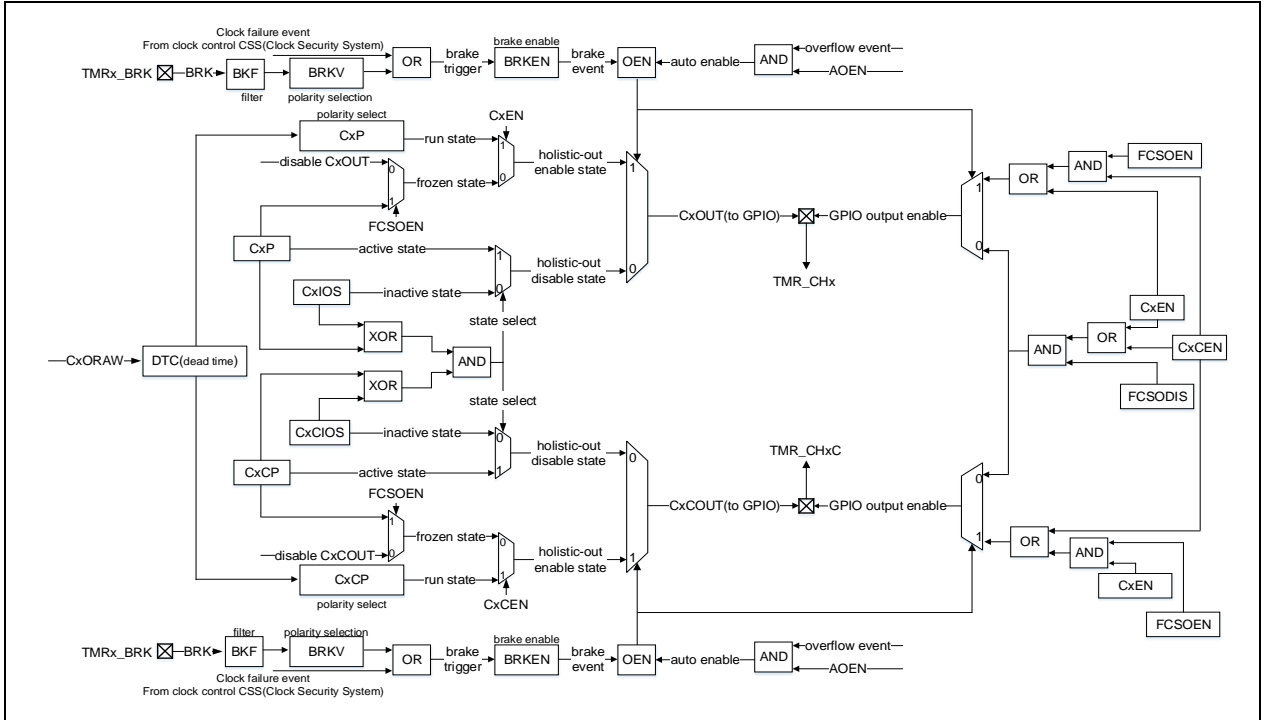 Clock failure event
From clock control CSS(Clock Security System)
TMRx_BRK
BRK
BKF
filter
BRKV
polarity selection
OR
brake
trigger
brake enable
BRKEN
brake
event
OEN
auto enable
AND
overflow event
AOEN
polarity select
CxP
run state
CxEN
1
0
disable CxOUT
0
1
frozen state
FCSOEN
holistic-out
enable state
1
0
CxP
active state
1
0
CxIOS
inactive state
holistic-out
disable state
state select
CxOUT(to GPIO)
GPIO output enable
TMR_CHx
1
0
OR
AND
FCSOEN
CxEN
CxCEN
OR
AND
FCSODIS
CxORAW
DTC(dead time)
XOR
XOR
AND
state select
CxCIOS
inactive state
0
1
CxCP
active state
holistic-out
disable state
0
1
TMR_CHxC
CxCOUT(to GPIO)
GPIO output enable
0
1
FCSOEN
1
0
frozen state
disable CxCOUT
0
1
holistic-out
enable state
CxCP
run state
polarity select
CxCEN
OR
AND
CxEN
FCSOEN
TMRx_BRK
BRK
filter
BKF
polarity selection
BRKV
OR
brake
trigger
brake enable
BRKEN
brake
event
OEN
auto enable
AND
overflow event
AOEN
Clock failure event
From clock control CSS(Clock Security System)